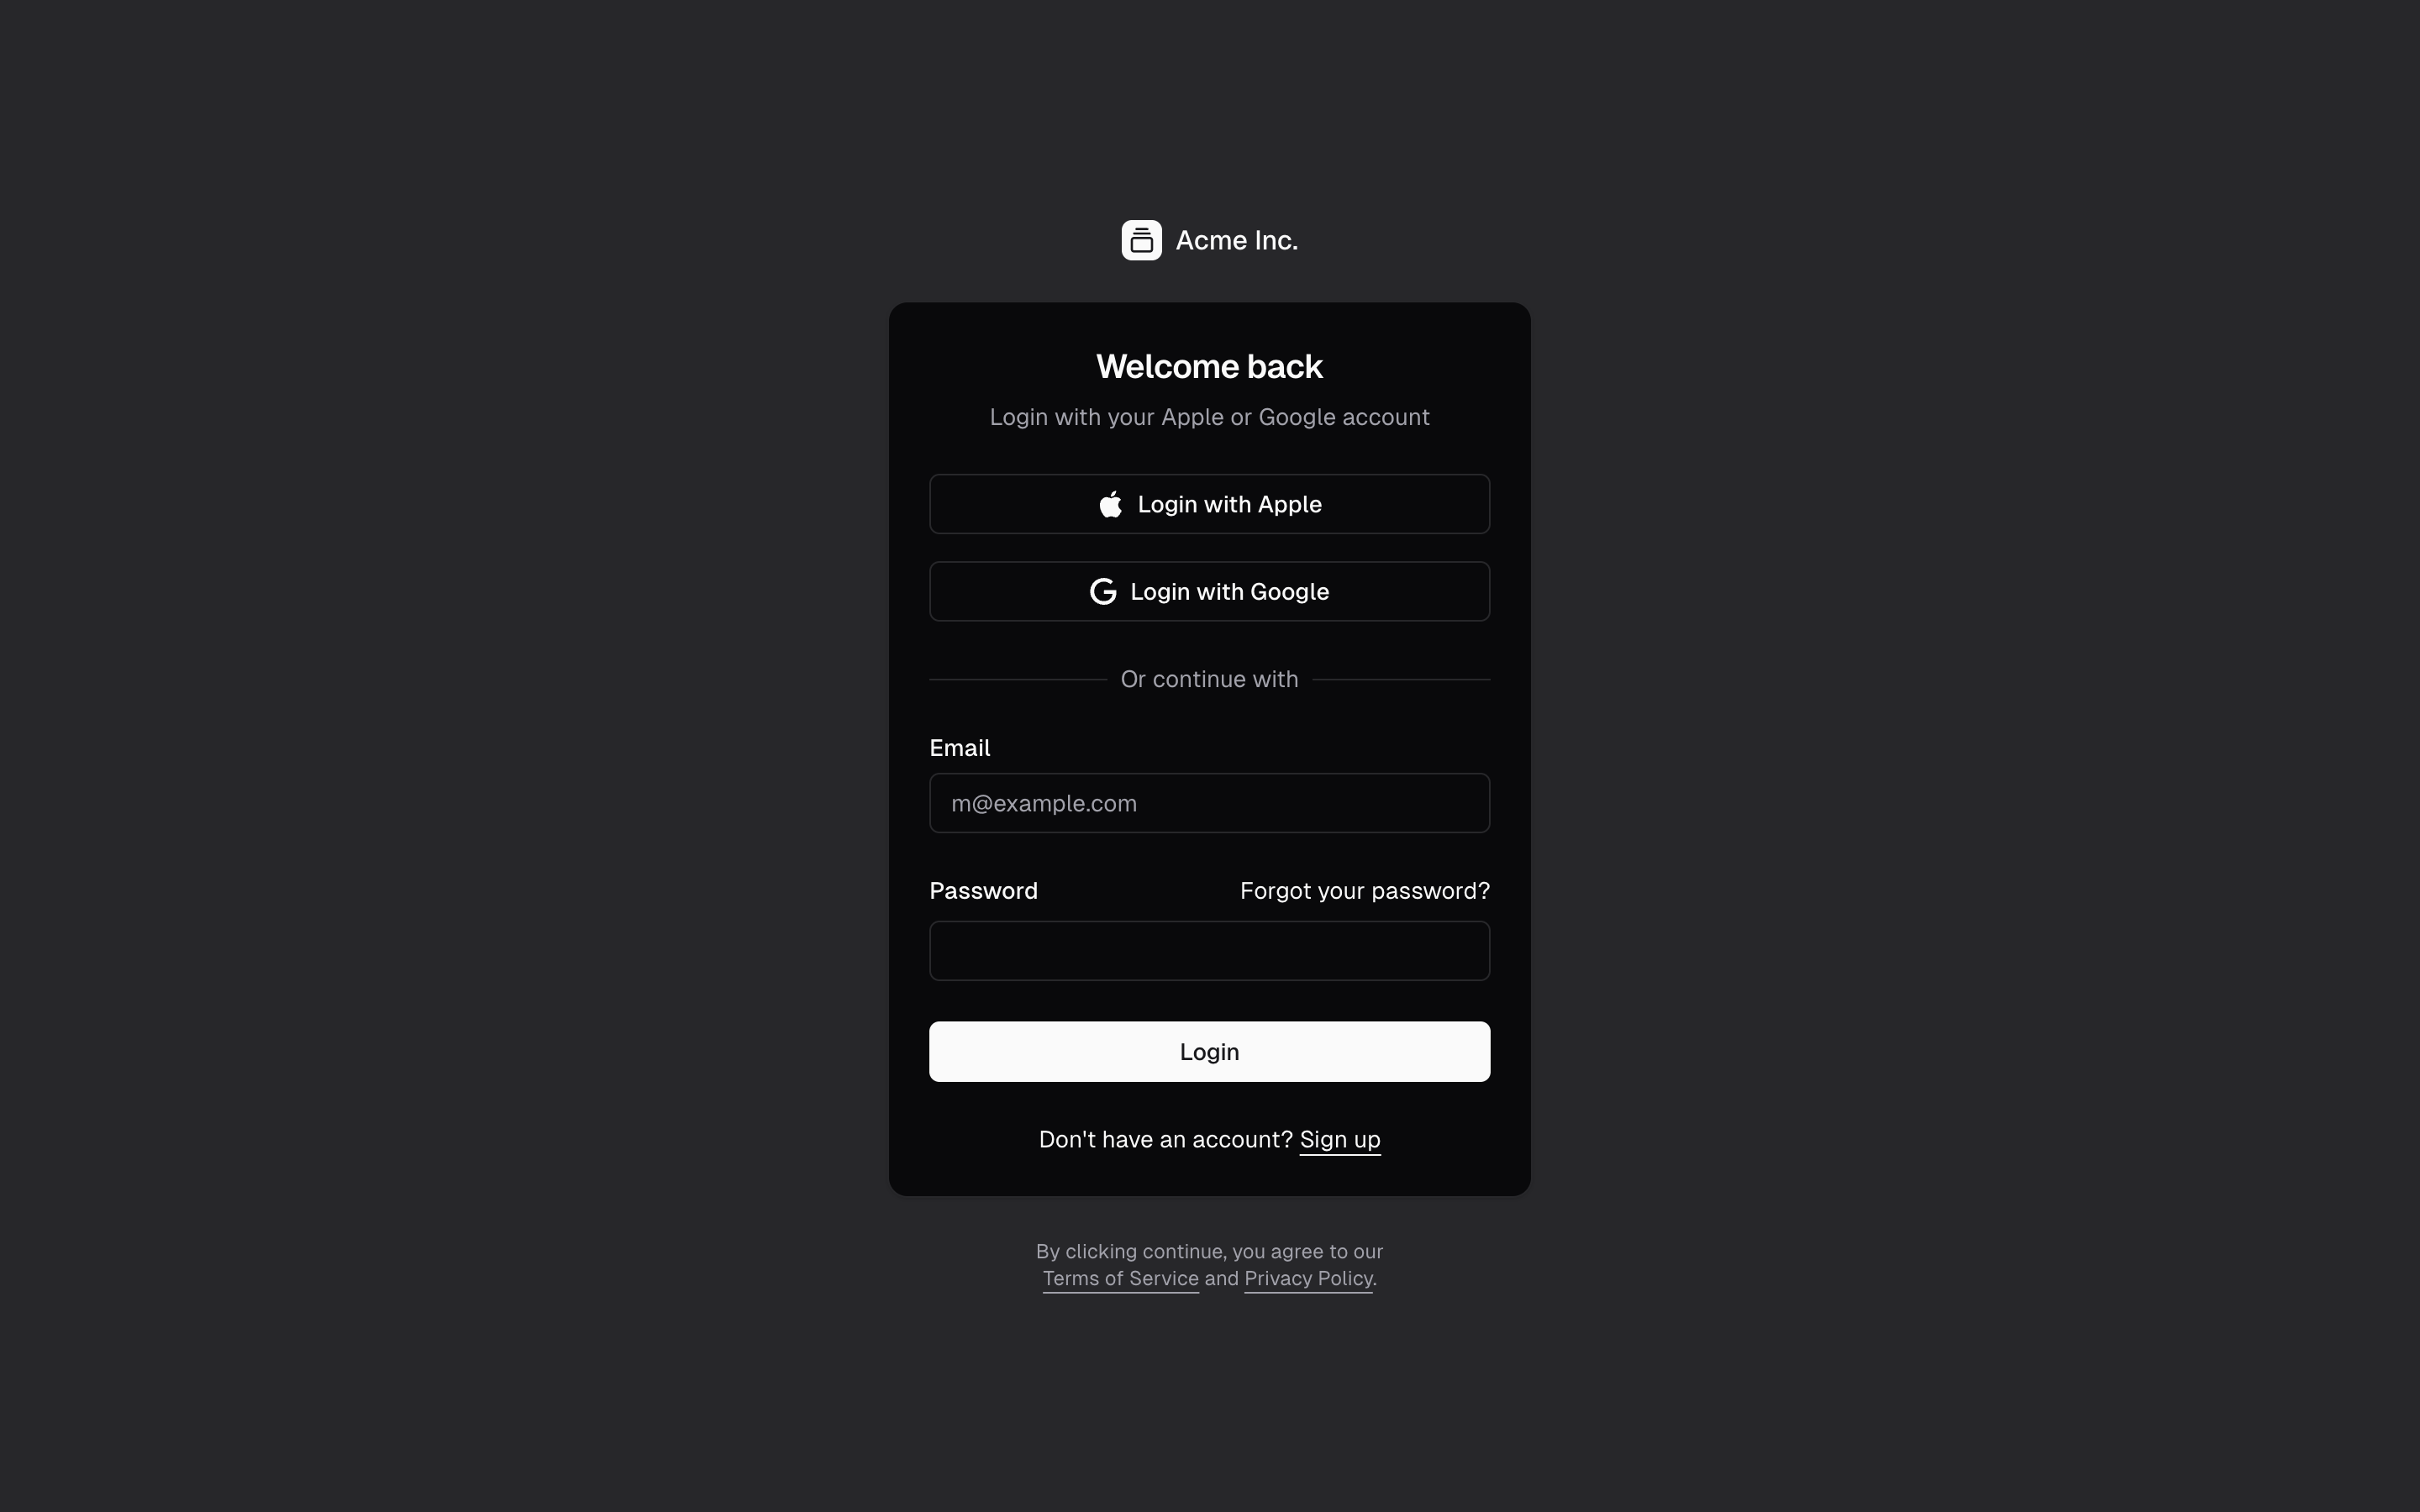 Acme Inc.
Welcome back
Login with your Apple or Google account
Login with Apple
Login with Google
Or continue with
Email
m@example.com
Password
Forgot your password?
Login
Don't have an account? Sign up
By clicking continue, you agree to our
Terms of Service and Privacy Policy.